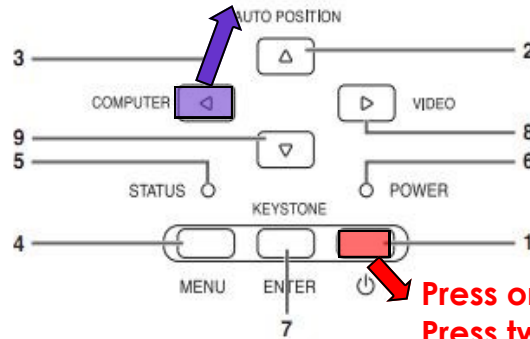 AUTO POSITION
3
2
COMPUTER
VIDEO
9
8
5
6
STATUS
POWER
KEYSTONE
4
1
MENU
ENTER
7
Press
Press